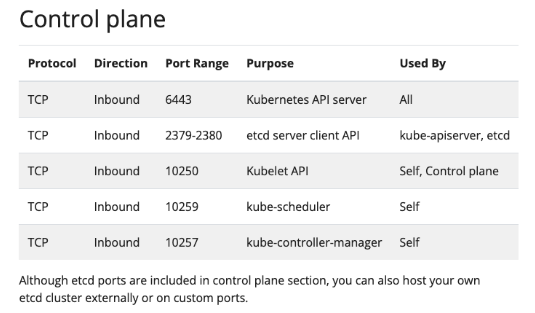 Control plane
Protocol Direction Port Range Purpose Used By
TCP Inbound 6443 Kubernetes API server All
TCP Inbound 2379-2380 etcd server client API kube-apiserver, etcd
TCP Inbound 10250 Kubelet API Self, Control plane
TCP Inbound 10259 kube-scheduler Self
TCP Inbound 10257 kube-controller-manager Self
Although etcd ports are included in control plane section, you can also host your own
etcd cluster externally or on custom ports.